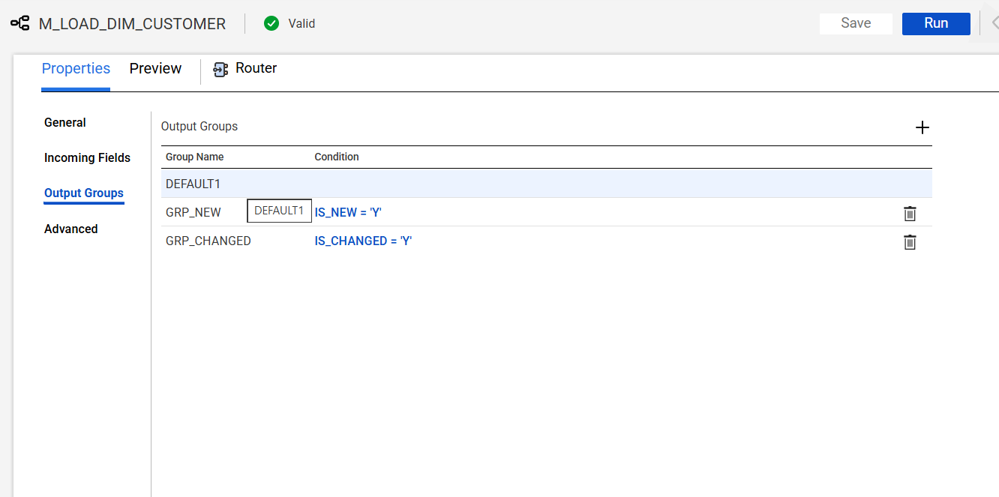 M_LOAD_DIM_CUSTOMER Valid Save Run
Properties Preview Router
General
Incoming Fields
Output Groups
Advanced
Output Groups
Group Name Condition
DEFAULT1
GRP_NEW DEFAULT1 IS_NEW = 'Y'
GRP_CHANGED IS_CHANGED = 'Y'